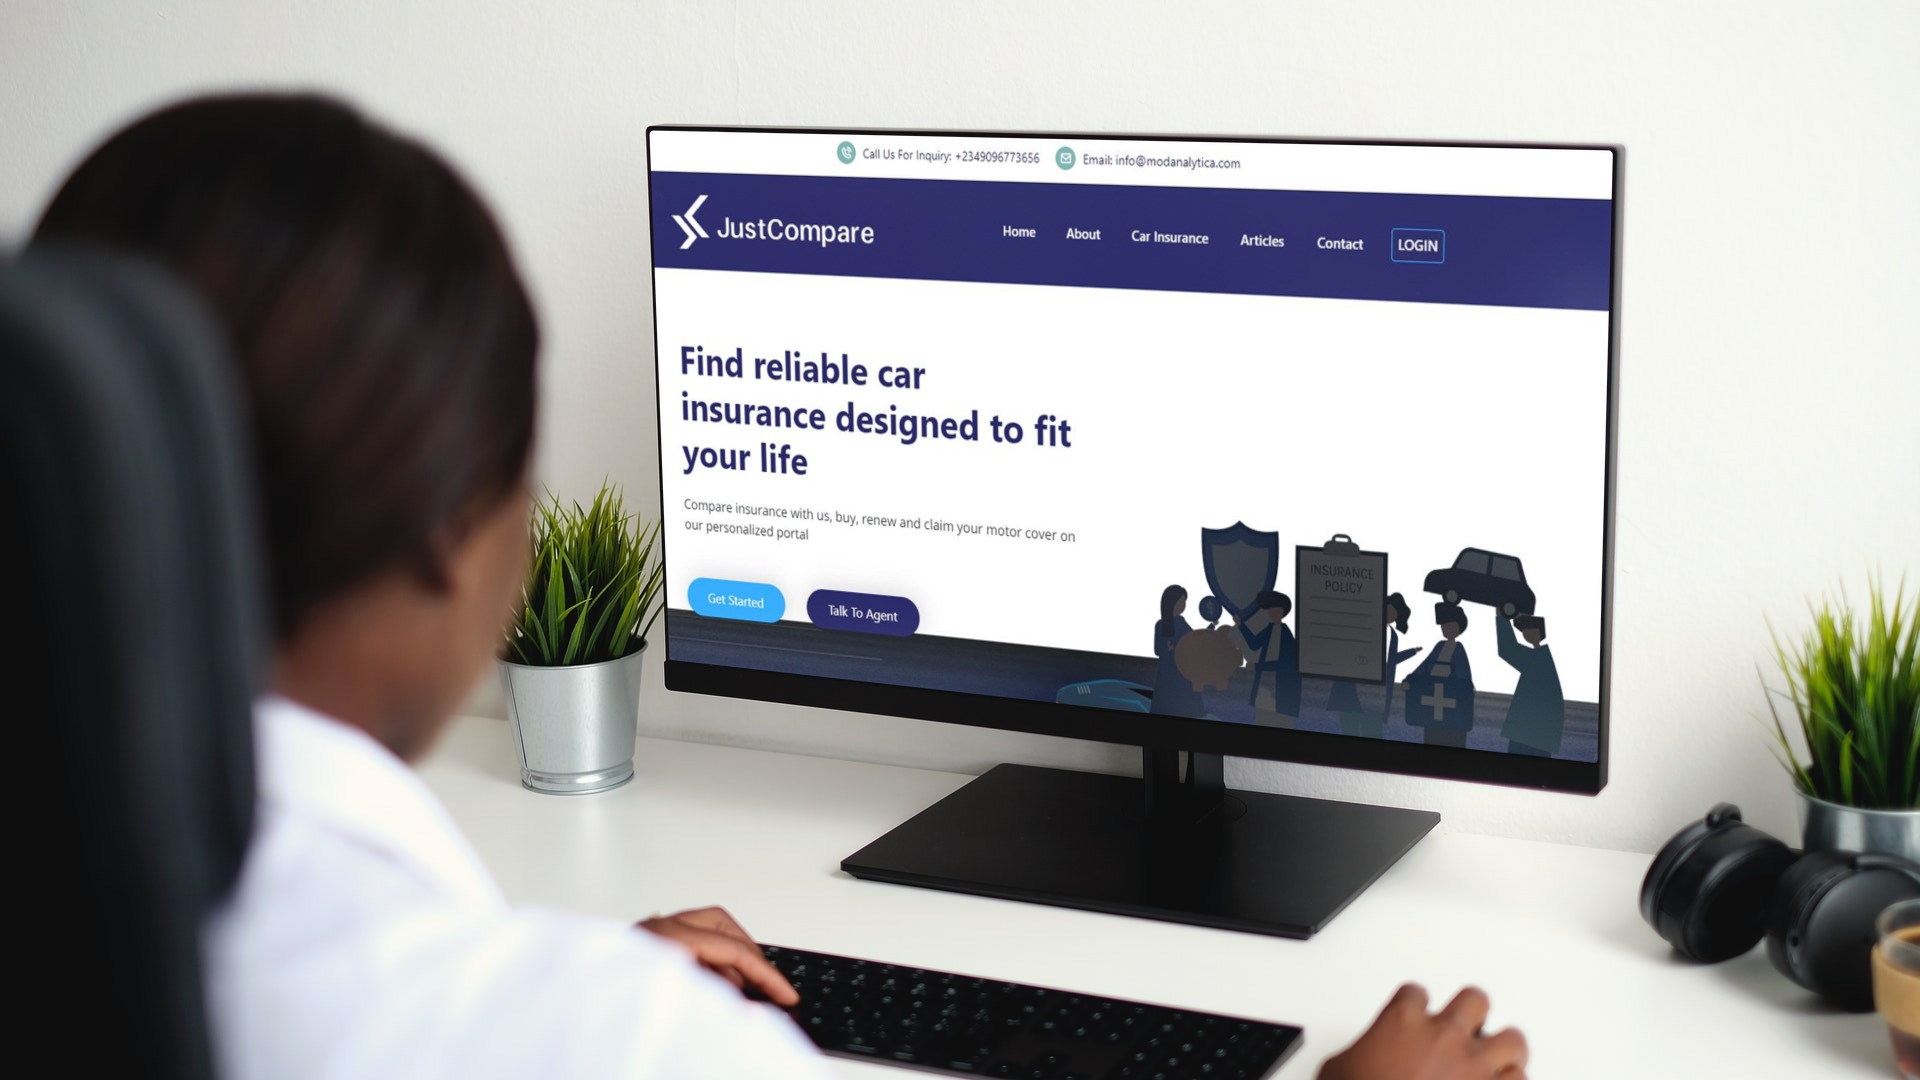 Call Us For Inquiry: +2349096773656 Email: info@modanalytica.com
JustCompare
Home About Car Insurance Articles Contact LOGIN
Find reliable car
insurance designed to fit
your life
Compare insurance with us, buy, renew and claim your motor cover on
our personalized portal
Get Started Talk To Agent
INSURANCE
POLICY
$